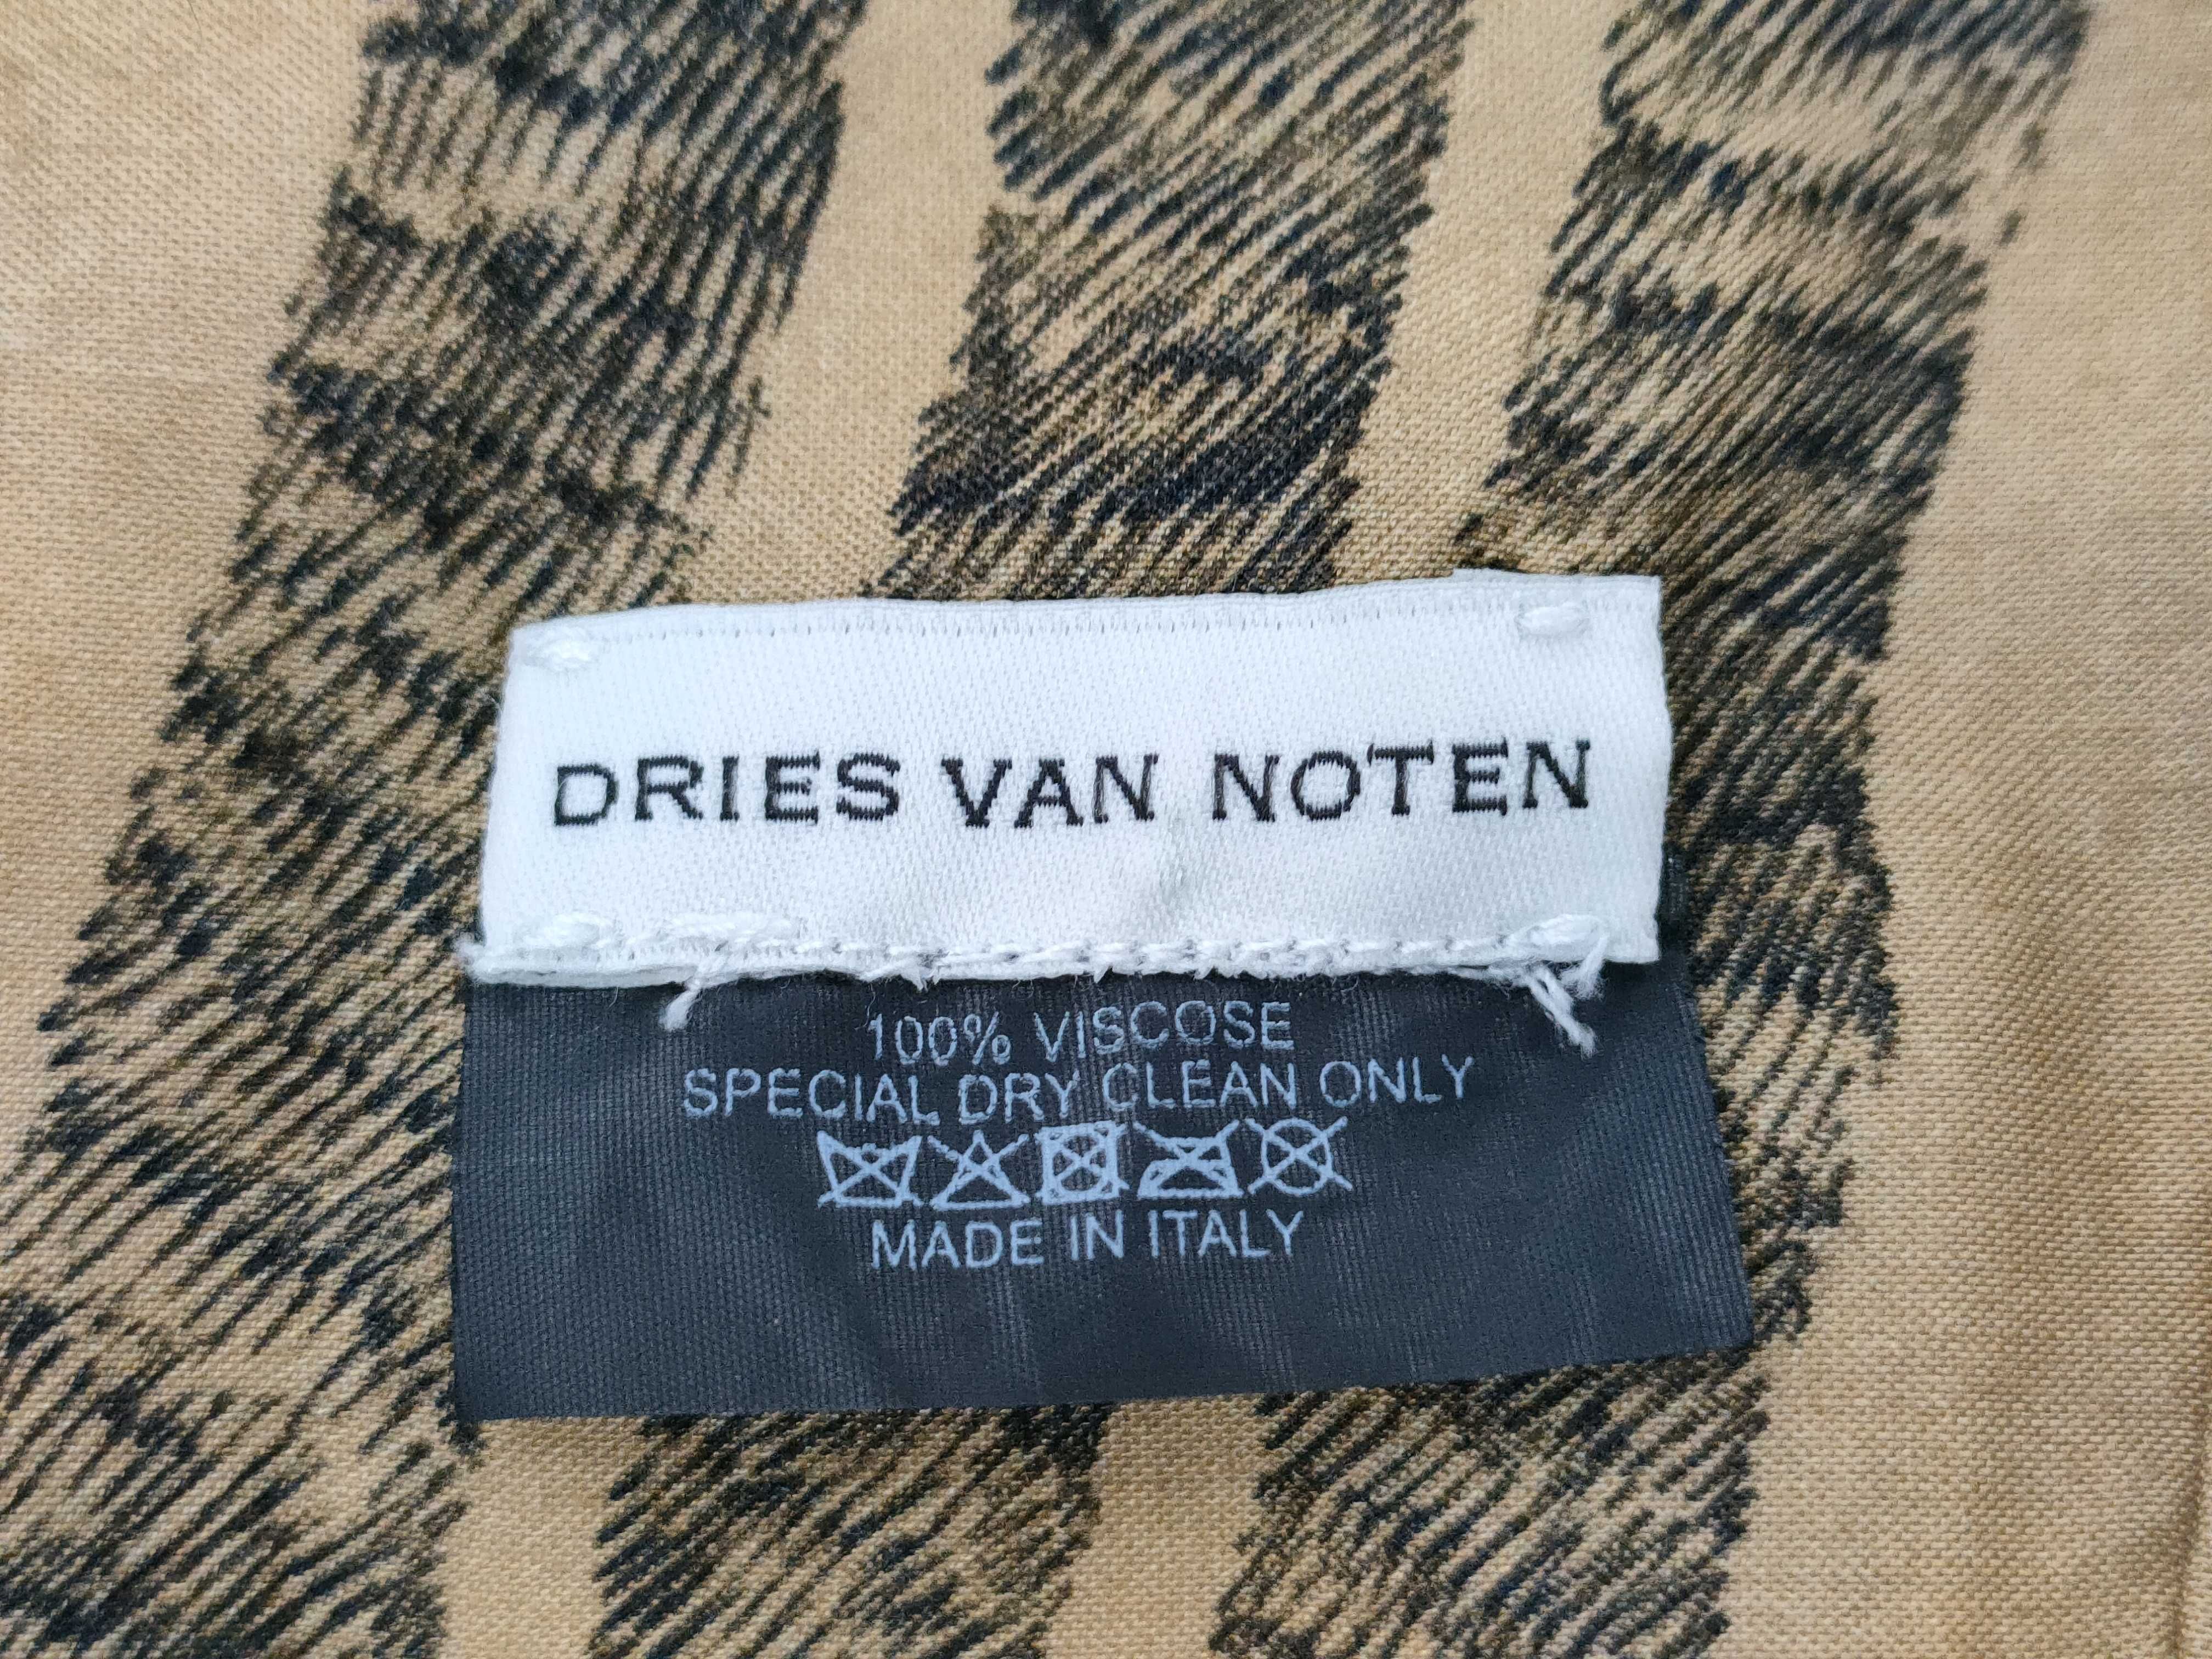 DRIES VAN NOTEN
100% VISCOSE
SPECIAL DRY CLEAN ONLY
MADE IN ITALY